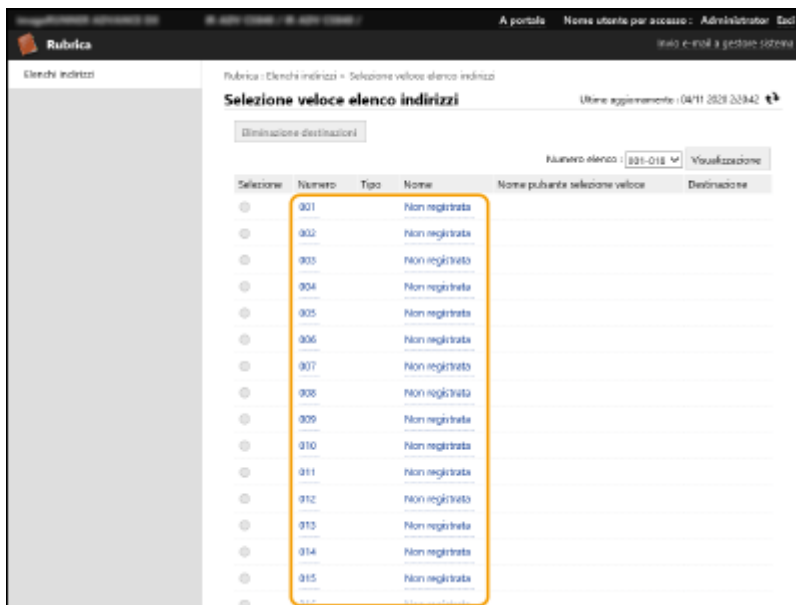 A portale Nome utente per accesso : Administrator Esci
Rubrica
Invio e-mail a gestore sistema
Elenchi indirizzi
Rubrica : Elenchi indirizzi > Selezione veloce elenco indirizzi
Selezione veloce elenco indirizzi
Ultimo aggiornamento : 04/11 2020
Eliminazione destinazioni
Numero elenco : 001-018 Visualizzazione
Selezione Numero Tipo Nome Nome pulsante selezione veloce Destinazione
001 Non registrata
002 Non registrata
003 Non registrata
004 Non registrata
005 Non registrata
006 Non registrata
007 Non registrata
008 Non registrata
009 Non registrata
010 Non registrata
011 Non registrata
012 Non registrata
013 Non registrata
014 Non registrata
015 Non registrata